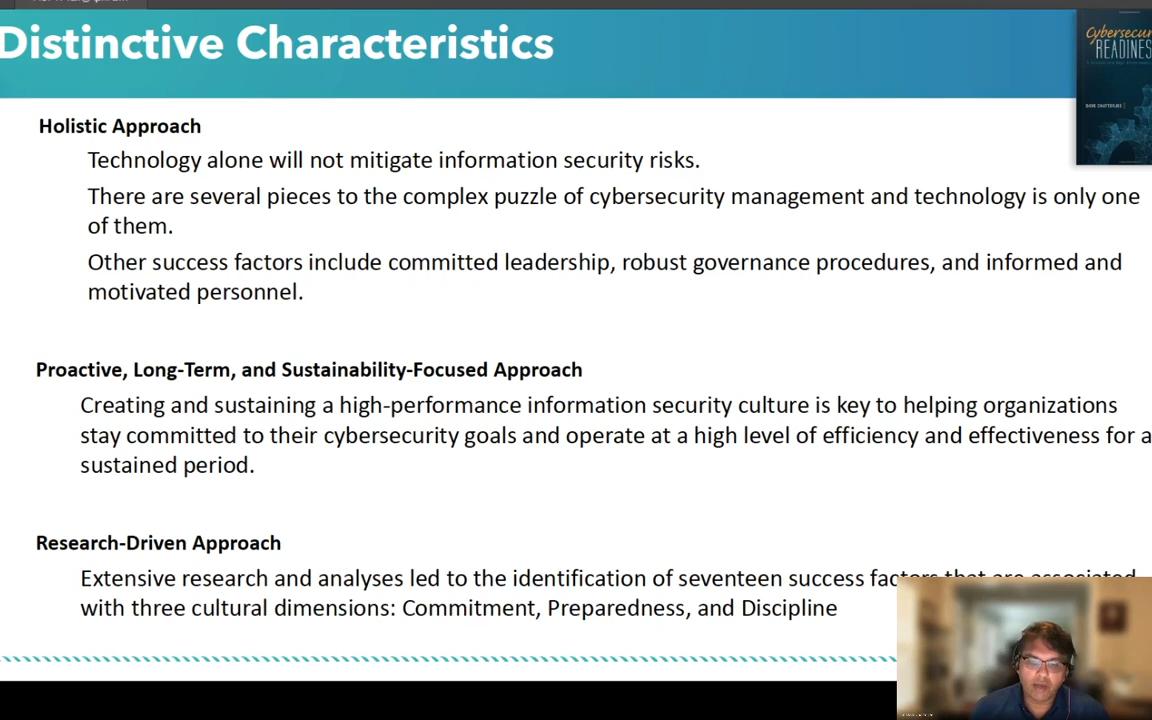 Distinctive Characteristics
Cybersecur
READINES
Holistic Approach
Technology alone will not mitigate information security risks.
There are several pieces to the complex puzzle of cybersecurity management and technology is only one
of them.
Other success factors include committed leadership, robust governance procedures, and informed and
motivated personnel.
Proactive, Long-Term, and Sustainability-Focused Approach
Creating and sustaining a high-performance information security culture is key to helping organizations
stay committed to their cybersecurity goals and operate at a high level of efficiency and effectiveness for a
sustained period.
Research-Driven Approach
Extensive research and analyses led to the identification of seventeen success factors that are associated
with three cultural dimensions: Commitment, Preparedness, and Discipline